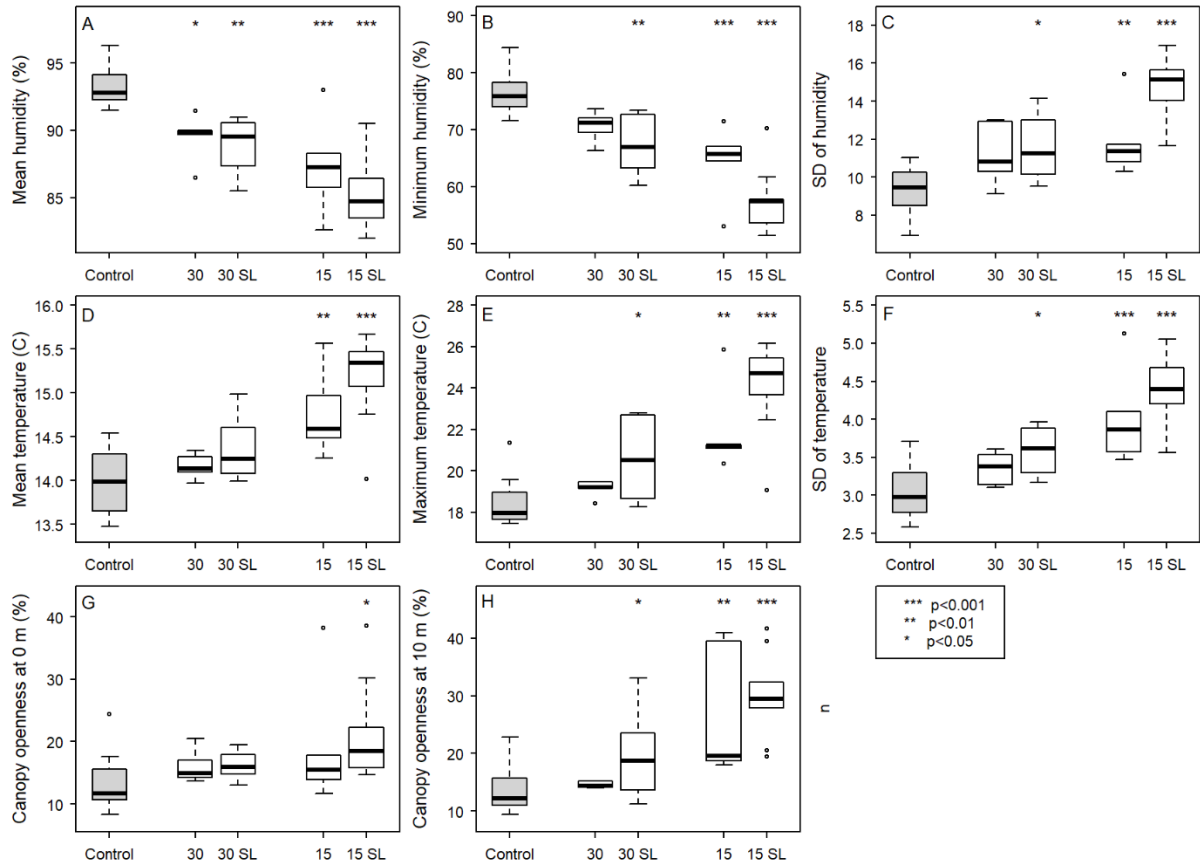 A
* ** *** ***
Mean humidity (%)
95
90
85
Control 30 30 SL 15 15 SL
B
** *** ***
Minimum humidity (%)
100
90
80
70
60
50
Control 30 30 SL 15 15 SL
C
* ** ***
SD of humidity
18
16
14
12
10
8
Control 30 30 SL 15 15 SL
D
** ***
Mean temperature (C)
16.0
15.5
15.0
14.5
14.0
13.5
Control 30 30 SL 15 15 SL
E
* ** ***
Maximum temperature (C)
28
26
24
22
20
18
Control 30 30 SL 15 15 SL
F
* *** ***
SD of temperature
5.5
5.0
4.5
4.0
3.5
3.0
2.5
Control 30 30 SL 15 15 SL
G
*
Canopy openness at 0 m (%)
40
30
20
10
Control 30 30 SL 15 15 SL
H
* ** ***
Canopy openness at 10 m (%)
40
30
20
10
Control 30 30 SL 15 15 SL
*** p<0.001
** p<0.01
* p<0.05
n